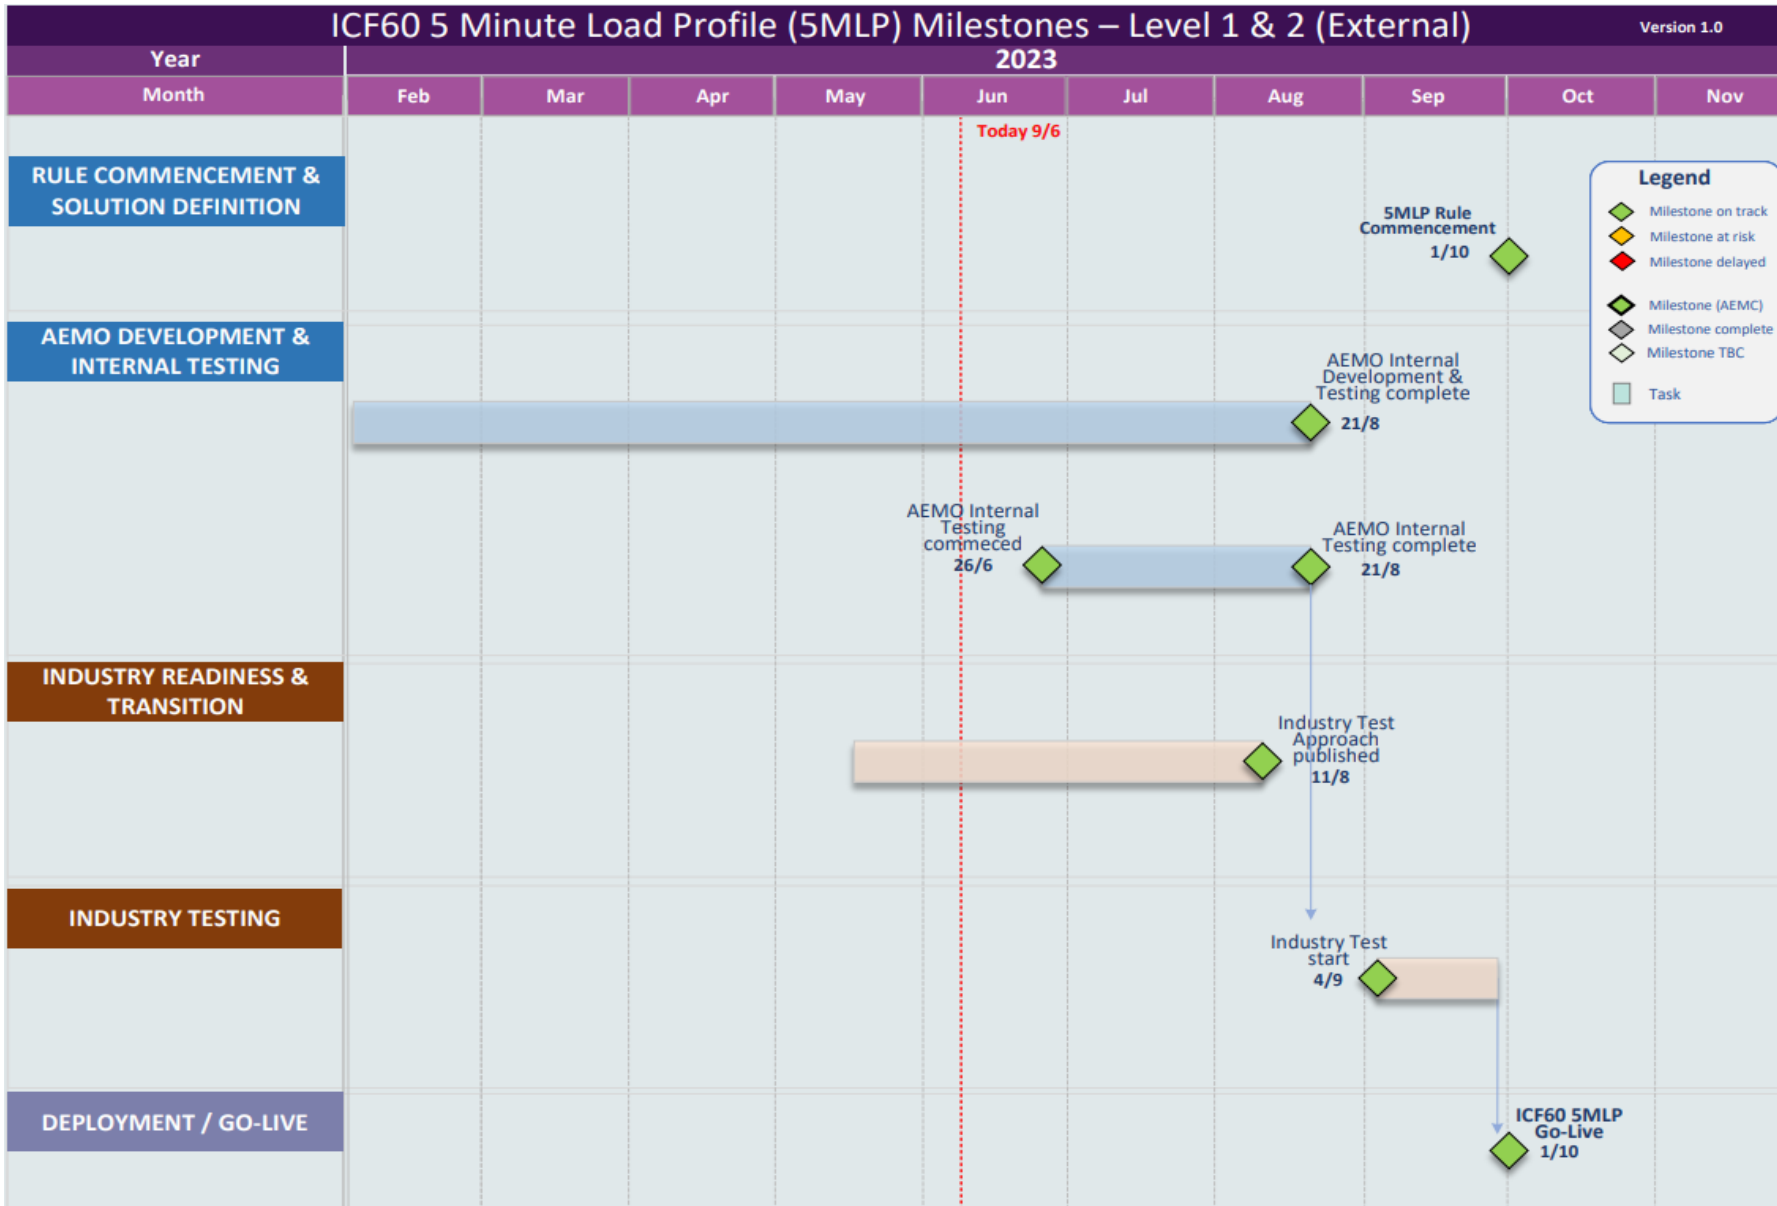 ICF60 5 Minute Load Profile (5MLP) Milestones – Level 1 & 2 (External)
Version 1.0
Year
2023
Month
Feb
Mar
Apr
May
Jun
Jul
Aug
Sep
Oct
Nov
Today 9/6
RULE COMMENCEMENT &
SOLUTION DEFINITION
5MLP Rule
Commencement
1/10
Legend
Milestone on track
Milestone at risk
Milestone delayed
Milestone (AEMC)
Milestone complete
Milestone TBC
Task
AEMO DEVELOPMENT &
INTERNAL TESTING
AEMO Internal
Development &
Testing complete
21/8
AEMO Internal
Testing
commeced
26/6
AEMO Internal
Testing complete
21/8
INDUSTRY READINESS &
TRANSITION
Industry Test
Approach
published
11/8
INDUSTRY TESTING
Industry Test
start
4/9
DEPLOYMENT / GO-LIVE
ICF60 5MLP
Go-Live
1/10